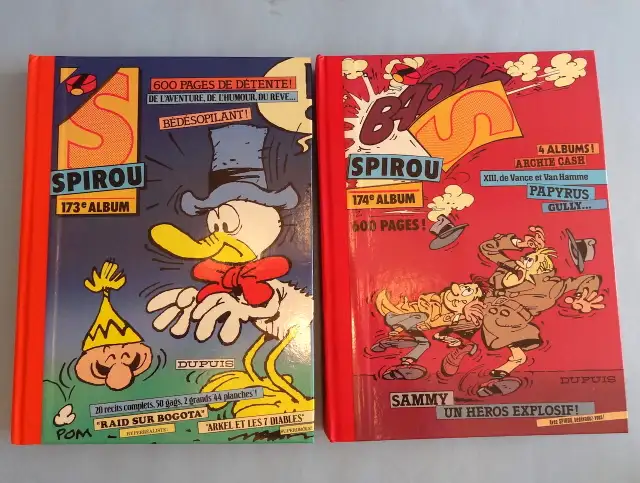 S
SPIROU
173e ALBUM
600 PAGES DE DÉTENTE!
DE L'AVENTURE, DE L'HUMOUR, DU RÊVE...
BÉDÉSOPILANT!
DUPUIS
20 récits complets, 50 gags, 2 grands 44 planches!
"RAID SUR BOGOTA"
HYPERRÉALISTE!
"ARKEL ET LES 7 DIABLES"
POM
BAOM
S
SPIROU
174e ALBUM
600 PAGES!
4 ALBUMS!
ARCHIE CASH
XIII, de Vance et Van Hamme
PAPYRUS
GULLY...
DUPUIS
SAMMY
UN HEROS EXPLOSIF!